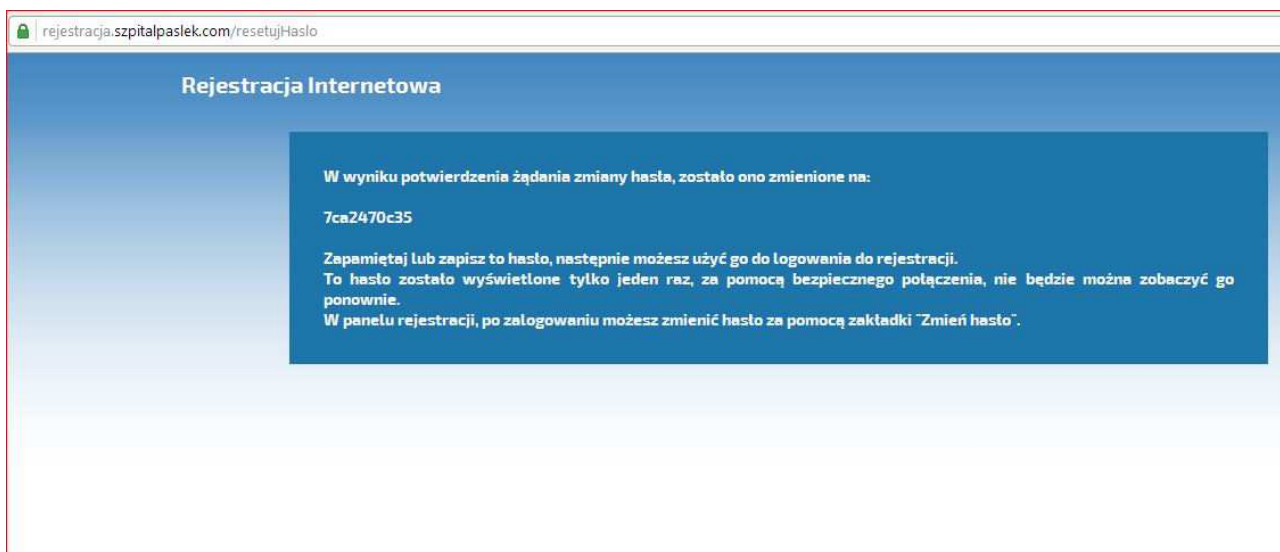 rejestracja.szpitalpaslek.com/resetujHaslo
Rejestracja Internetowa
W wyniku potwierdzenia żądania zmiany hasła, zostało ono zmienione na:
7ca2470c35
Zapamiętaj lub zapisz to hasło, następnie możesz użyć go do logowania do rejestracji.
To hasło zostało wyświetlone tylko jeden raz, za pomocą bezpiecznego połączenia, nie będzie można zobaczyć go
ponownie.
W panelu rejestracji, po zalogowaniu możesz zmienić hasło za pomocą zakładki "Zmień hasło".